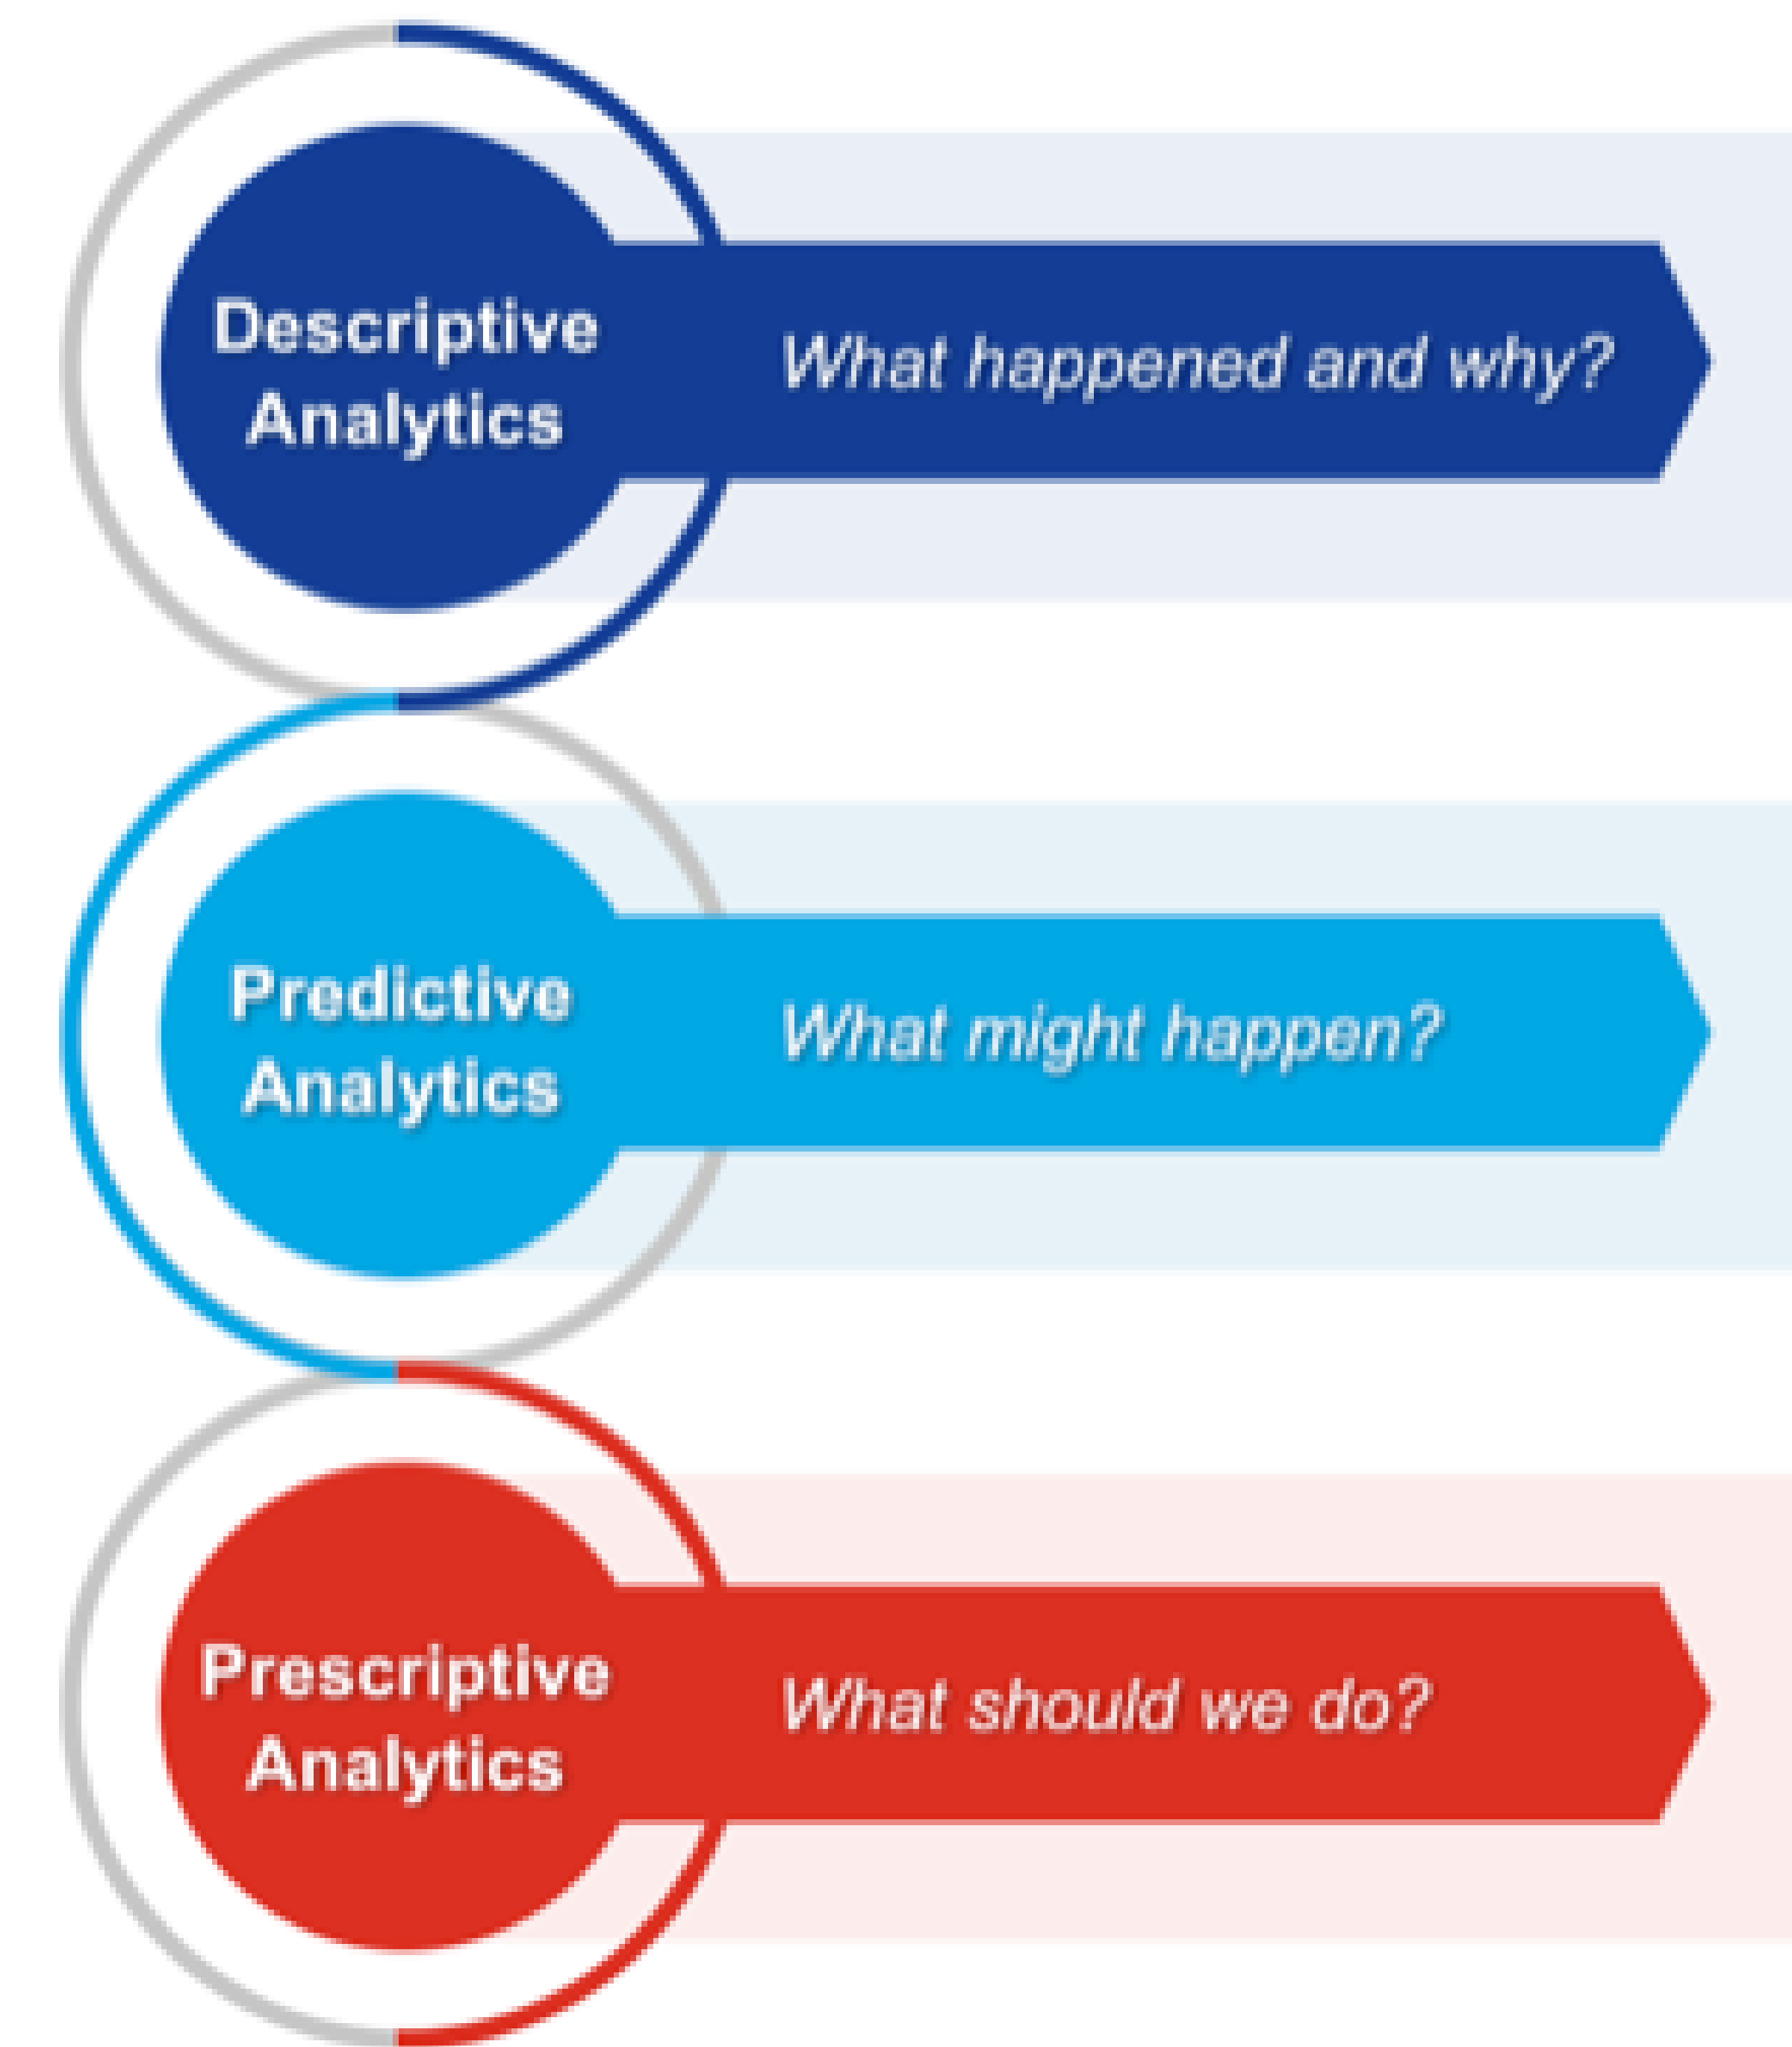 Descriptive
Analytics
What happened and why?
Predictive
Analytics
What might happen?
Prescriptive
Analytics
What should we do?